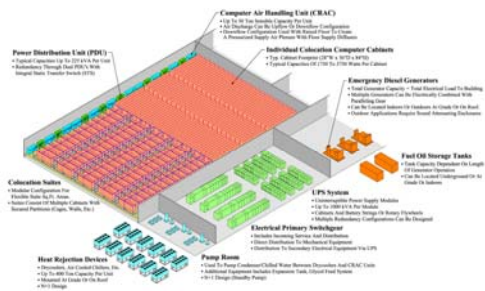 Computer Air Handling Unit (CRAC)
• Up To 30 Ton Sensible Capacity Per Unit
• Air Discharge Can Be Upflow Or Downflow Configuration
• Downflow Configuration Used With Raised Floor To Create
A Pressurized Supply Air Plenum With Floor Supply Diffusers
Power Distribution Unit (PDU)
• Typical Capacities Up To 225 kVA Per Unit
• Redundancy Through Dual PDU's With
Integral Static Transfer Switch (STS)
Individual Colocation Computer Cabinets
• Typ. Cabinet Footprint (28"W x 36"D x 84"H)
• Typical Capacities Of 1750 To 3750 Watts Per Cabinet
Emergency Diesel Generators
• Total Generator Capacity = Total Electrical Load To Building
• Multiple Generators Can Be Electrically Combined With
Paralleling Gear
• Can Be Located Indoors Or Outdoors At Grade Or On Roof
• Outdoor Applications Require Sound Attenuating Enclosures
Fuel Oil Storage Tanks
• Tank Capacity Dependent On Length
Of Generator Operation
• Can Be Located Underground Or At
Grade Or Indoors
Colocation Suites
• Modular Configuration For
Flexible Suite Sq.Ft. Areas
• Suites Consist Of Multiple Cabinets With
Secured Partitions (Cages, Walls, Etc.)
UPS System
• Uninterruptible Power Supply Modules
• Up To 1000 kVA Per Module
• Cabinets And Battery Strings Or Rotary Flywheels
• Multiple Redundancy Configurations Can Be Designed
Electrical Primary Switchgear
• Includes Incoming Service And Distribution
• Direct Distribution To Mechanical Equipment
• Distribution To Secondary Electrical Equipment Via UPS
Pump Room
• Used To Pump Condenser/Chilled Water Between Drycoolers And CRAC Units
• Additional Equipment Includes Expansion Tank, Glycol Feed System
• N+1 Design (Standby Pump)
Heat Rejection Devices
• Drycoolers, Air Cooled Chillers, Etc.
• Up To 400 Ton Capacity Per Unit
• Mounted At Grade Or On Roof
• N+1 Design